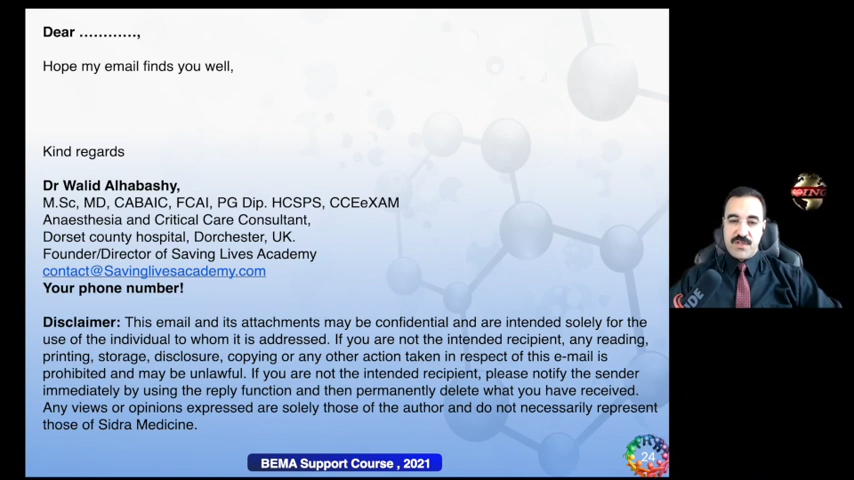 Dear …………,
Hope my email finds you well,
Kind regards
Dr Walid Alhabashy,
M.Sc, MD, CABAIC, FCAI, PG Dip. HCSPS, CCEeXAM
Anaesthesia and Critical Care Consultant,
Dorset county hospital, Dorchester, UK.
Founder/Director of Saving Lives Academy
contact@Savinglivesacademy.com
Your phone number!
Disclaimer: This email and its attachments may be confidential and are intended solely for the
use of the individual to whom it is addressed. If you are not the intended recipient, any reading,
printing, storage, disclosure, copying or any other action taken in respect of this e-mail is
prohibited and may be unlawful. If you are not the intended recipient, please notify the sender
immediately by using the reply function and then permanently delete what you have received.
Any views or opinions expressed are solely those of the author and do not necessarily represent
those of Sidra Medicine.
BEMA Support Course , 2021
24